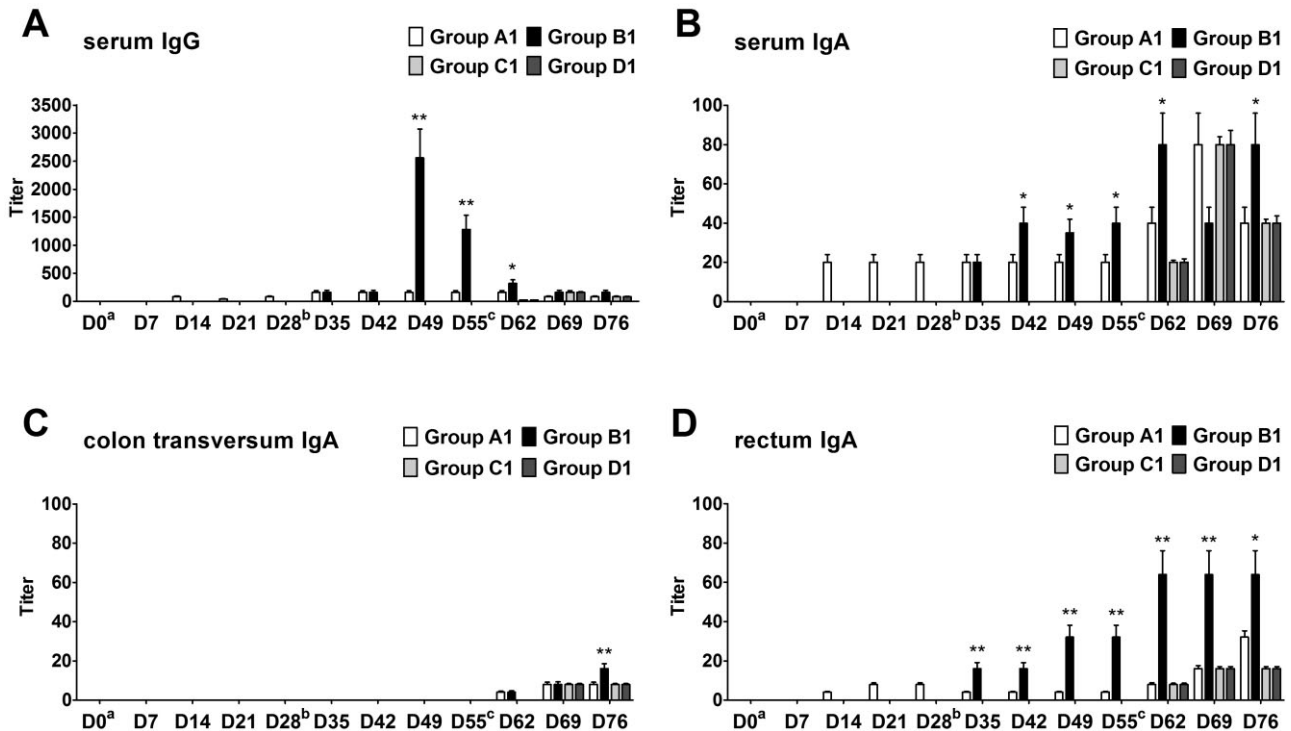 A
serum IgG
Group A1 Group B1
Group C1 Group D1
Titer
3500
3000
2500
2000
1500
1000
500
0
** ** *
D0a D7 D14 D21 D28b D35 D42 D49 D55c D62 D69 D76
B
serum IgA
Group A1 Group B1
Group C1 Group D1
Titer
100
80
60
40
20
0
* * * * *
D0a D7 D14 D21 D28b D35 D42 D49 D55c D62 D69 D76
C
colon transversum IgA
Group A1 Group B1
Group C1 Group D1
Titer
100
80
60
40
20
0
**
D0a D7 D14 D21 D28b D35 D42 D49 D55c D62 D69 D76
D
rectum IgA
Group A1 Group B1
Group C1 Group D1
Titer
100
80
60
40
20
0
** ** ** ** ** ** *
D0a D7 D14 D21 D28b D35 D42 D49 D55c D62 D69 D76